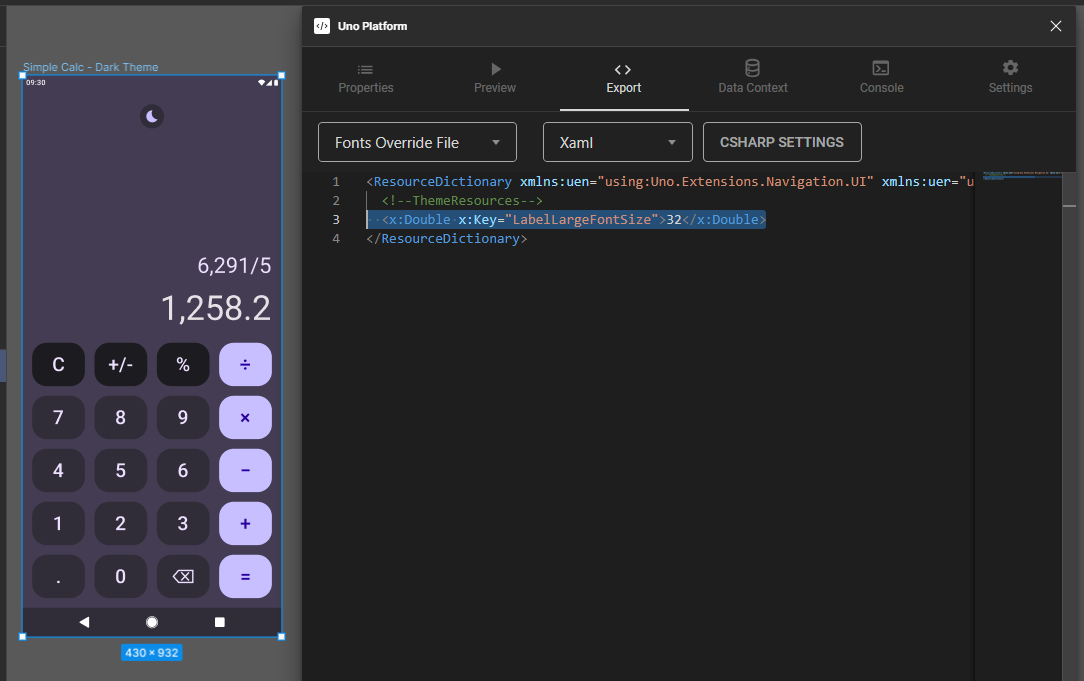 Simple Calc - Dark Theme
09:30
6,291/5
1,258.2
C +/- % ÷
7 8 9 ×
4 5 6 −
1 2 3 +
. 0 =
430 × 932
Uno Platform
Properties Preview Export Data Context Console Settings
Fonts Override File Xaml CSHARP SETTINGS
1 <ResourceDictionary xmlns:uen="using:Uno.Extensions.Navigation.UI" xmlns:uer="u
2 <!--ThemeResources-->
3 <x:Double x:Key="LabelLargeFontSize">32</x:Double>
4 </ResourceDictionary>